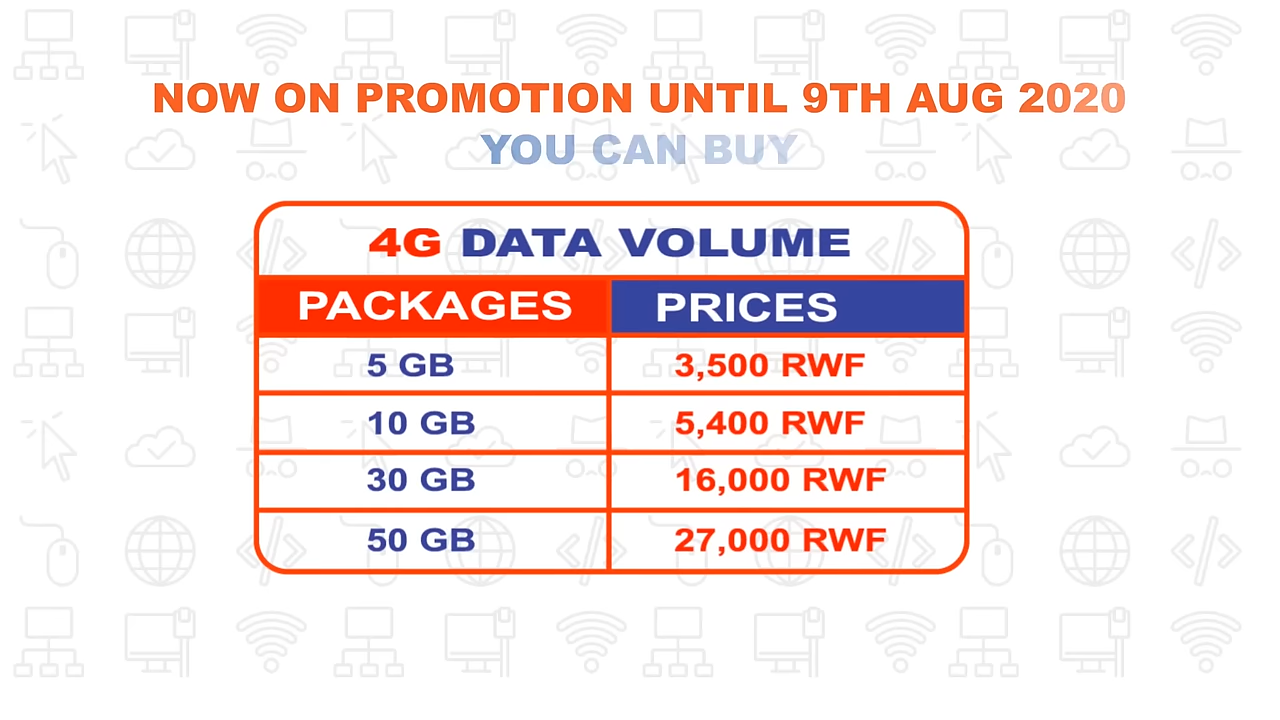 NOW ON PROMOTION UNTIL 9TH AUG 2020
YOU CAN BUY
4G DATA VOLUME
PACKAGES PRICES
5 GB 3,500 RWF
10 GB 5,400 RWF
30 GB 16,000 RWF
50 GB 27,000 RWF